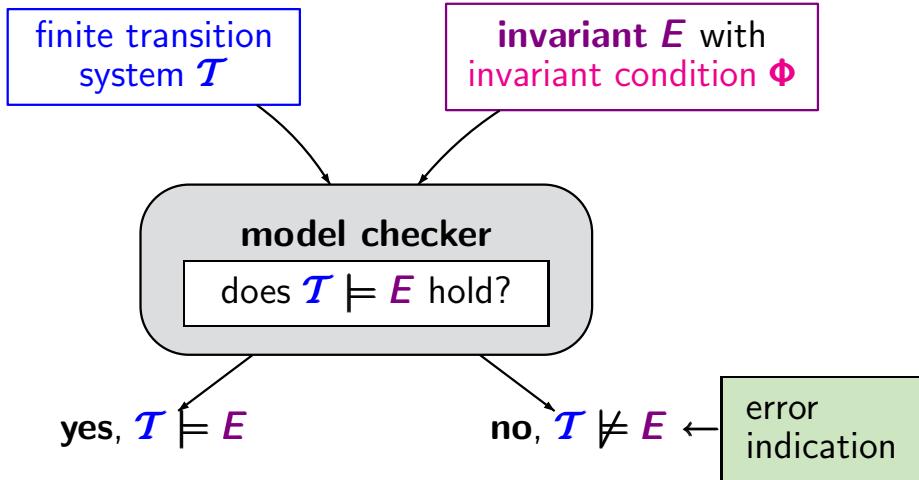 finite transition
system 𝒯
invariant E with
invariant condition Φ
model checker
does 𝒯 ⊨ E hold?
yes, 𝒯 ⊨ E
no, 𝒯 ⊭ E ←
error
indication